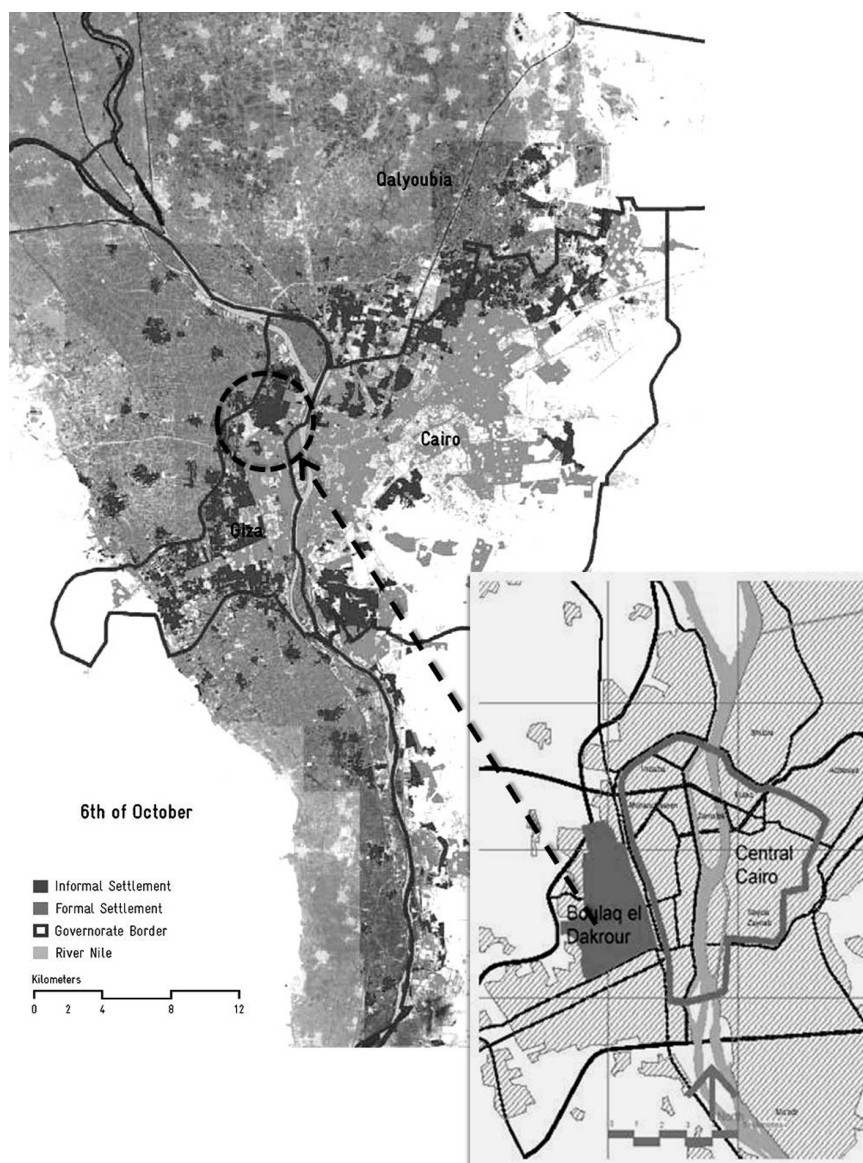 Qalyoubia
Cairo
Giza
6th of October
Informal Settlement
Formal Settlement
Governorate Border
River Nile
Kilometers
0 2 4 8 12
Central
Cairo
Boulaq el
Dakrour